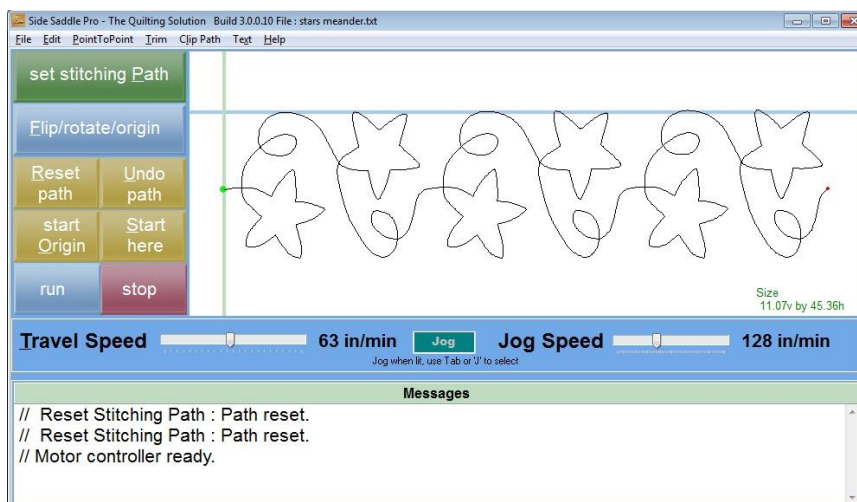 Side Saddle Pro - The Quilting Solution   Build 3.0.0.10 File : stars meander.txt
File Edit PointToPoint Trim Clip Path Text Help
set stitching Path
Flip/rotate/origin
Reset path
Undo path
start Origin
Start here
run
stop
Size
11.07v by 45.36h
Travel Speed
63 in/min
Jog
Jog Speed
128 in/min
Jog when lit, use Tab or 'J' to select
Messages
// Reset Stitching Path : Path reset.
// Reset Stitching Path : Path reset.
// Motor controller ready.